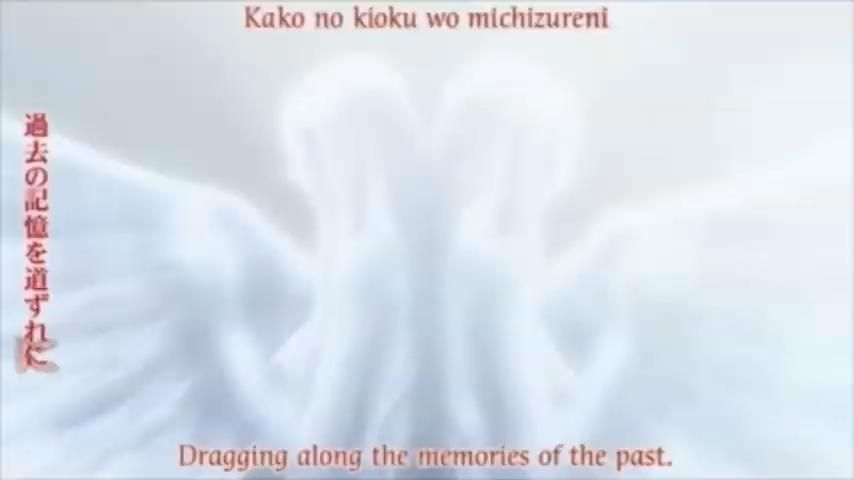 Kako no kioku wo michizureni
過去の記憶を道ずれに
Dragging along the memories of the past.